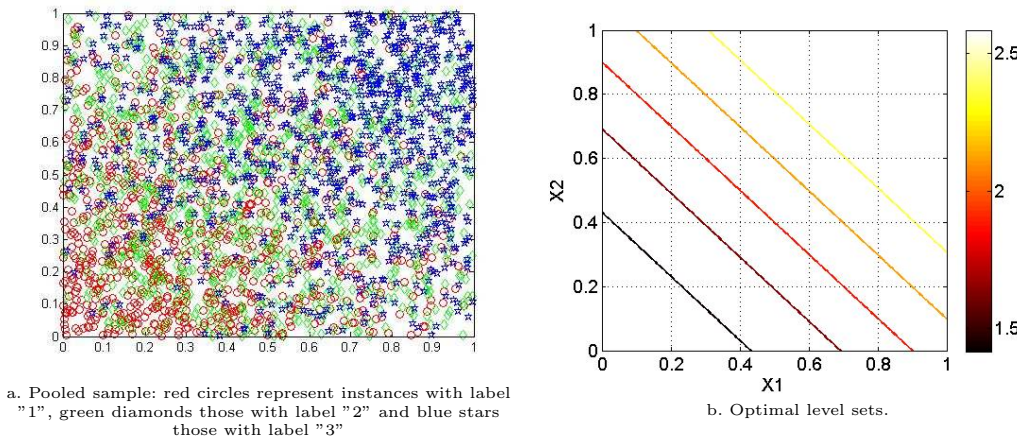 1
0.9
0.8
0.7
0.6
0.5
0.4
0.3
0.2
0.1
0
0 0.1 0.2 0.3 0.4 0.5 0.6 0.7 0.8 0.9 1
a. Pooled sample: red circles represent instances with label
"1", green diamonds those with label "2" and blue stars
those with label "3"
1
0.8
0.6
0.4
0.2
0
X2
0 0.2 0.4 0.6 0.8 1
X1
2.5
2
1.5
b. Optimal level sets.